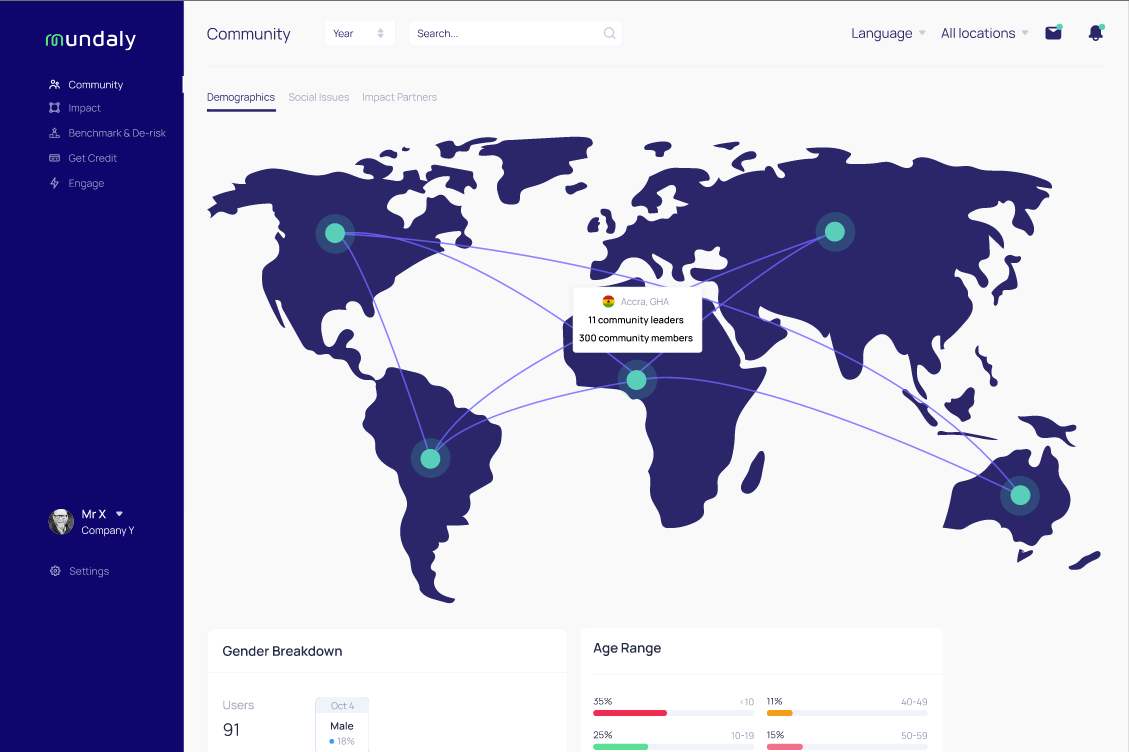 mundaly
Community
Impact
Benchmark & De-risk
Get Credit
Engage
Mr X
Company Y
Settings
Community
Year
Search...
Language
All locations
Demographics
Social Issues
Impact Partners
Accra, GHA
11 community leaders
300 community members
Gender Breakdown
Users
91
Oct 4
Male
18%
Age Range
35%
<10
11%
40-49
25%
10-19
15%
50-59